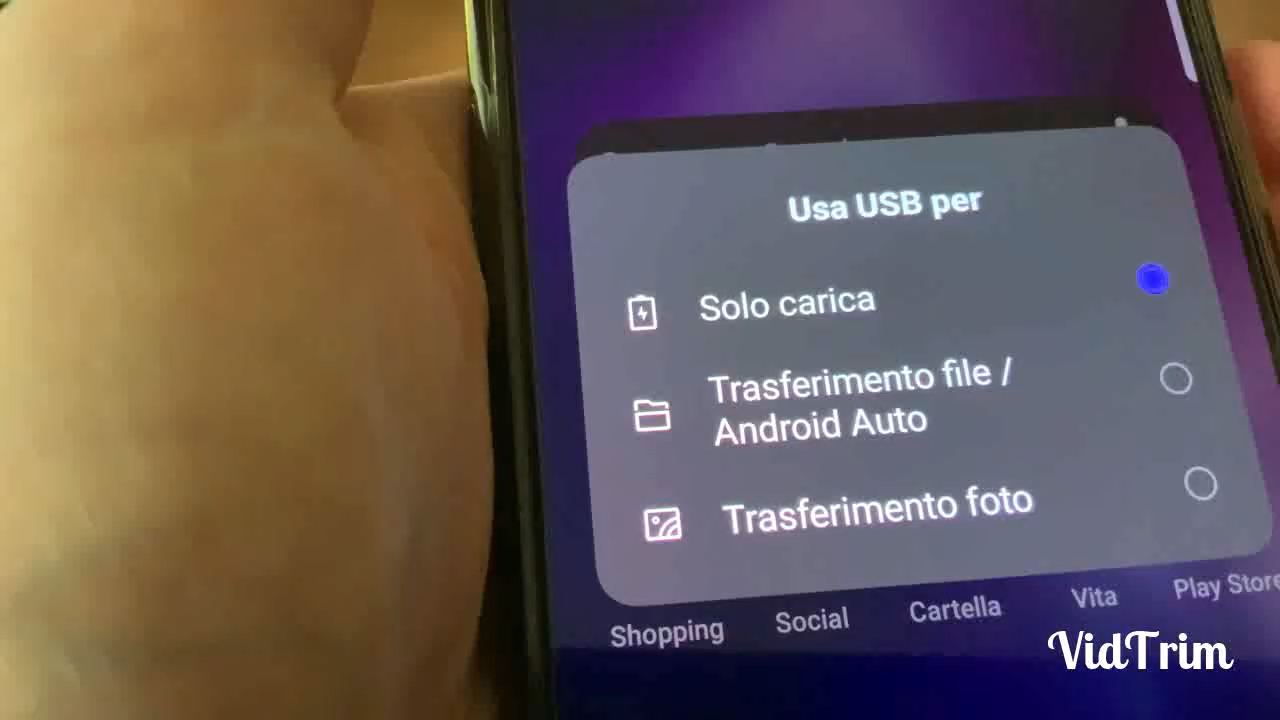 Usa USB per
Solo carica
Trasferimento file /
Android Auto
Trasferimento foto
Shopping
Social
Cartella
Vita
Play Store
VidTrim